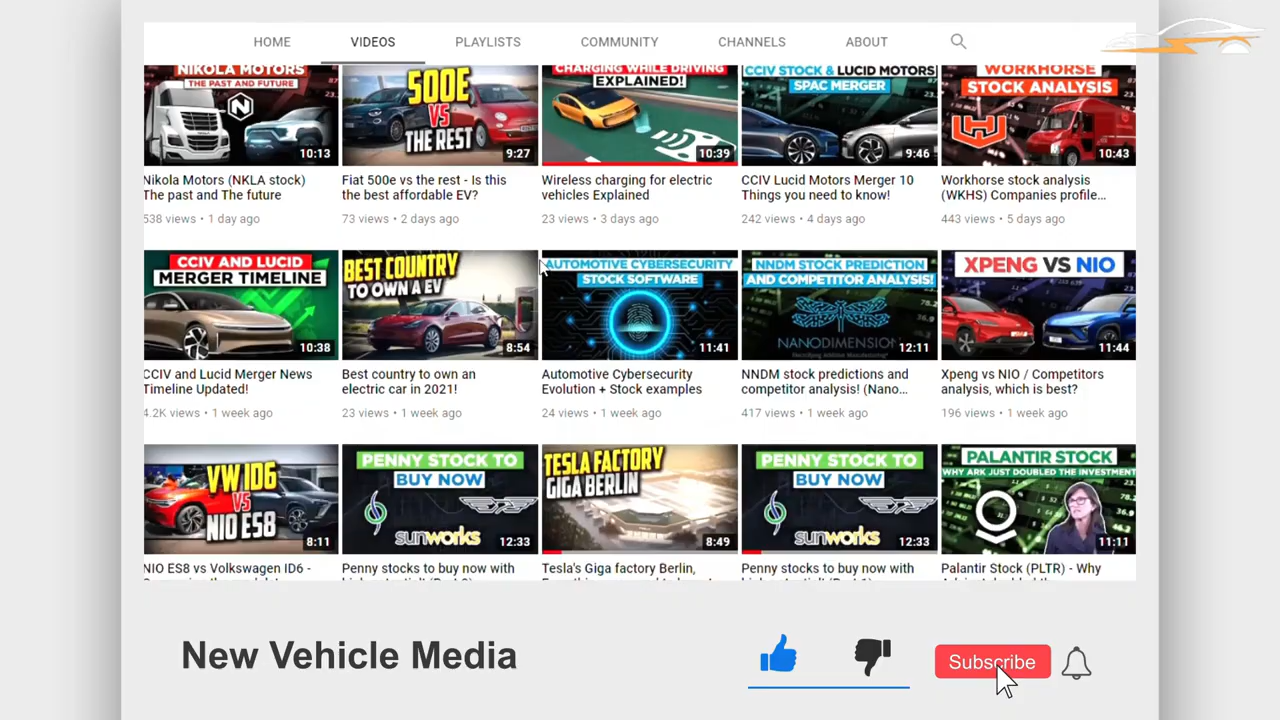 HOME VIDEOS PLAYLISTS COMMUNITY CHANNELS ABOUT
NIKOLA MOTORS
THE PAST AND FUTURE
10:13
500E
VS
THE REST
9:27
CHARGING WHILE DRIVING
EXPLAINED!
10:39
CCIV STOCK & LUCID MOTORS
SPAC MERGER
9:46
WORKHORSE
STOCK ANALYSIS
10:43
Nikola Motors (NKLA stock)
The past and The future
538 views • 1 day ago
Fiat 500e vs the rest - Is this
the best affordable EV?
73 views • 2 days ago
Wireless charging for electric
vehicles Explained
23 views • 3 days ago
CCIV Lucid Motors Merger 10
Things you need to know!
242 views • 4 days ago
Workhorse stock analysis
(WKHS) Companies profile...
443 views • 5 days ago
CCIV AND LUCID
MERGER TIMELINE
10:38
BEST COUNTRY
TO OWN A EV
8:54
AUTOMOTIVE CYBERSECURITY
STOCK SOFTWARE
11:41
NNDM STOCK PREDICTION
AND COMPETITOR ANALYSIS!
NANODIMENSION
12:11
XPENG VS NIO
11:44
CCIV and Lucid Merger News
Timeline Updated!
4.2K views • 1 week ago
Best country to own an
electric car in 2021!
23 views • 1 week ago
Automotive Cybersecurity
Evolution + Stock examples
24 views • 1 week ago
NNDM stock predictions and
competitor analysis! (Nano...
417 views • 1 week ago
Xpeng vs NIO / Competitors
analysis, which is best?
196 views • 1 week ago
VW ID6
VS
NIO ES8
8:11
PENNY STOCK TO
BUY NOW
sunworks
12:33
TESLA FACTORY
GIGA BERLIN
8:49
PENNY STOCK TO
BUY NOW
sunworks
12:33
PALANTIR STOCK
WHY ARK JUST DOUBLED THE INVESTMENT
11:11
NIO ES8 vs Volkswagen ID6 -
Penny stocks to buy now with
Tesla's Giga factory Berlin,
Penny stocks to buy now with
Palantir Stock (PLTR) - Why
New Vehicle Media
Subscribe